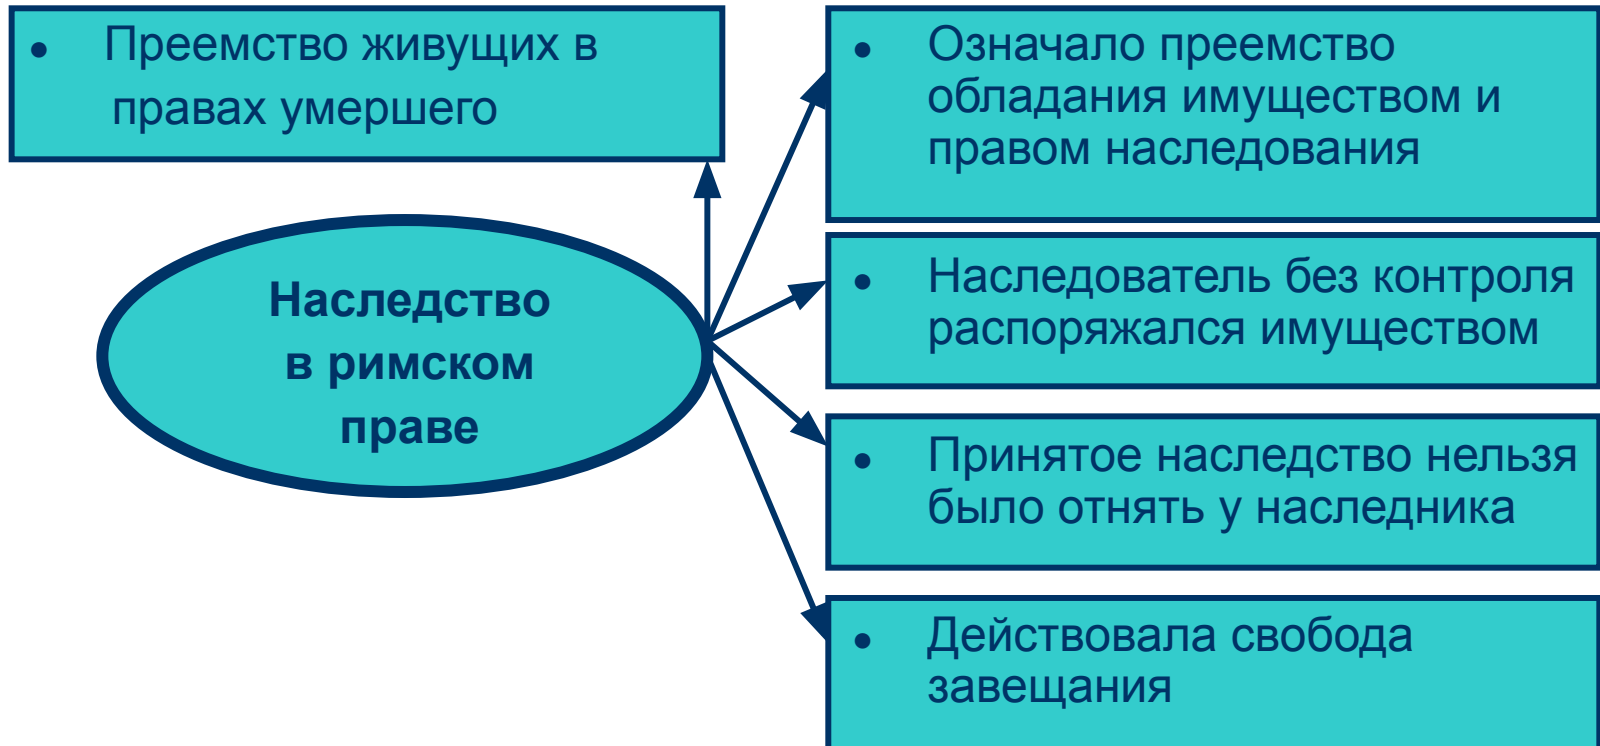 • Преемство живущих в
правах умершего
Наследство
в римском
праве
• Означало преемство
обладания имуществом и
правом наследования
• Наследователь без контроля
распоряжался имуществом
• Принятое наследство нельзя
было отнять у наследника
• Действовала свобода
завещания